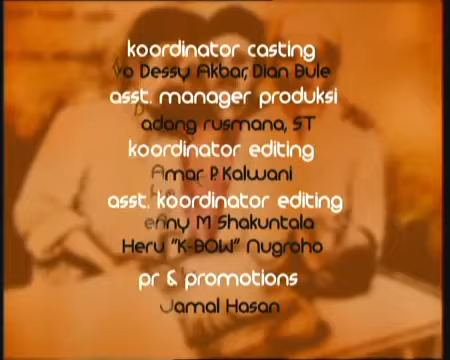 koordinator casting
Yo Dessy Akbar, Dian Bule
asst. manager produksi
adang rusmana, ST
koordinator editing
Amar P. Kalwani
asst. koordinator editing
enny M Shakuntala
Heru "K-BOW" Nugroho
pr & promotions
Jamal Hasan